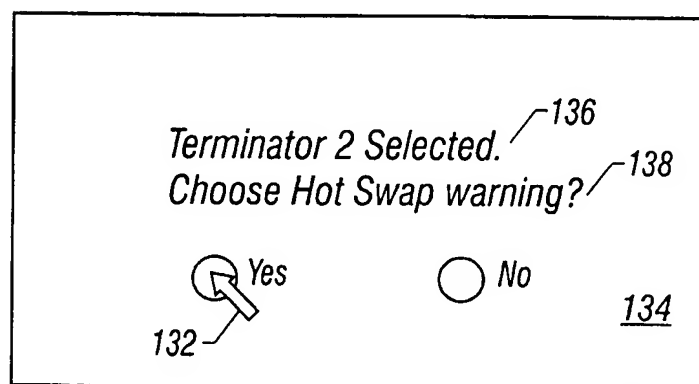 Terminator 2 Selected. 136
Choose Hot Swap warning? 138
Yes No
132
134